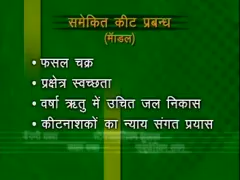 समेकित कीट प्रबन्ध
(मॅाडल)
• फसल चक्र
• प्रक्षेत्र स्वच्छता
• वर्षा ऋतु में उचित जल निकास
• कीटनाशकों का न्याय संगत प्रयास